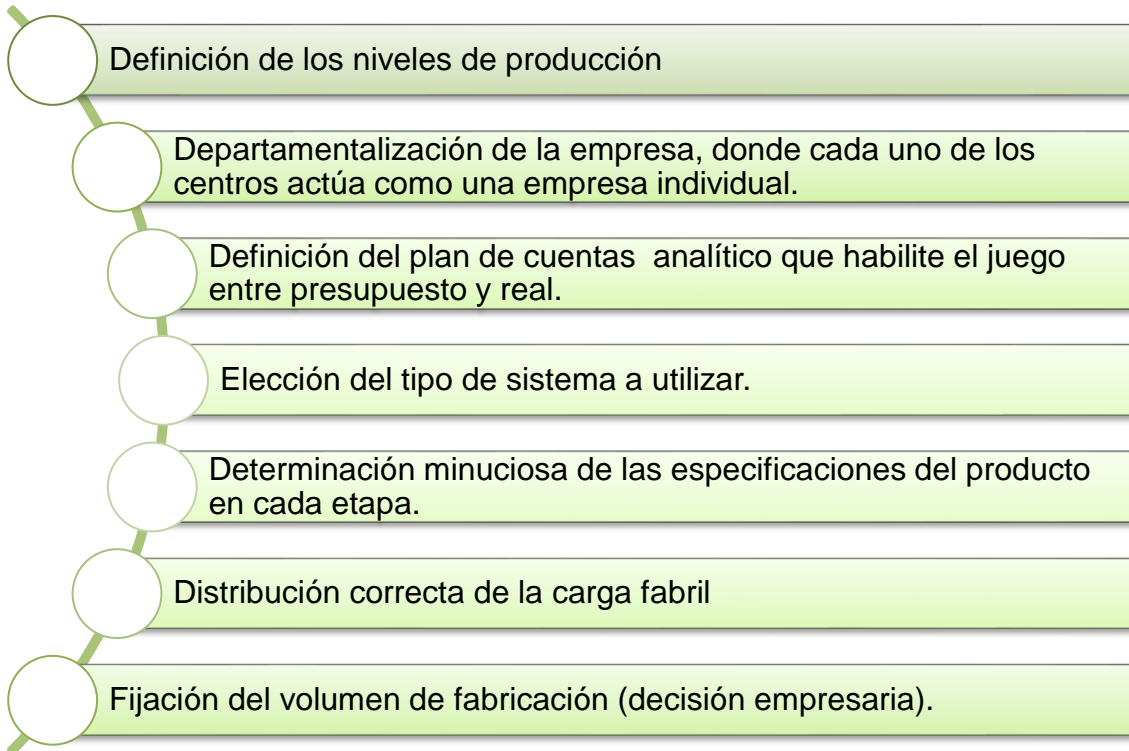 Definición de los niveles de producción
Departamentalización de la empresa, donde cada uno de los
centros actúa como una empresa individual.
Definición del plan de cuentas  analítico que habilite el juego
entre presupuesto y real.
Elección del tipo de sistema a utilizar.
Determinación minuciosa de las especificaciones del producto
en cada etapa.
Distribución correcta de la carga fabril
Fijación del volumen de fabricación (decisión empresaria).